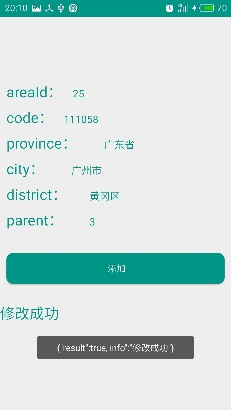 20:10 70
areaId： 25
code： 111058
province： 广东省
city： 广州市
district： 黄冈区
parent： 3
添加
修改成功
{"result":true,"info":"修改成功"}